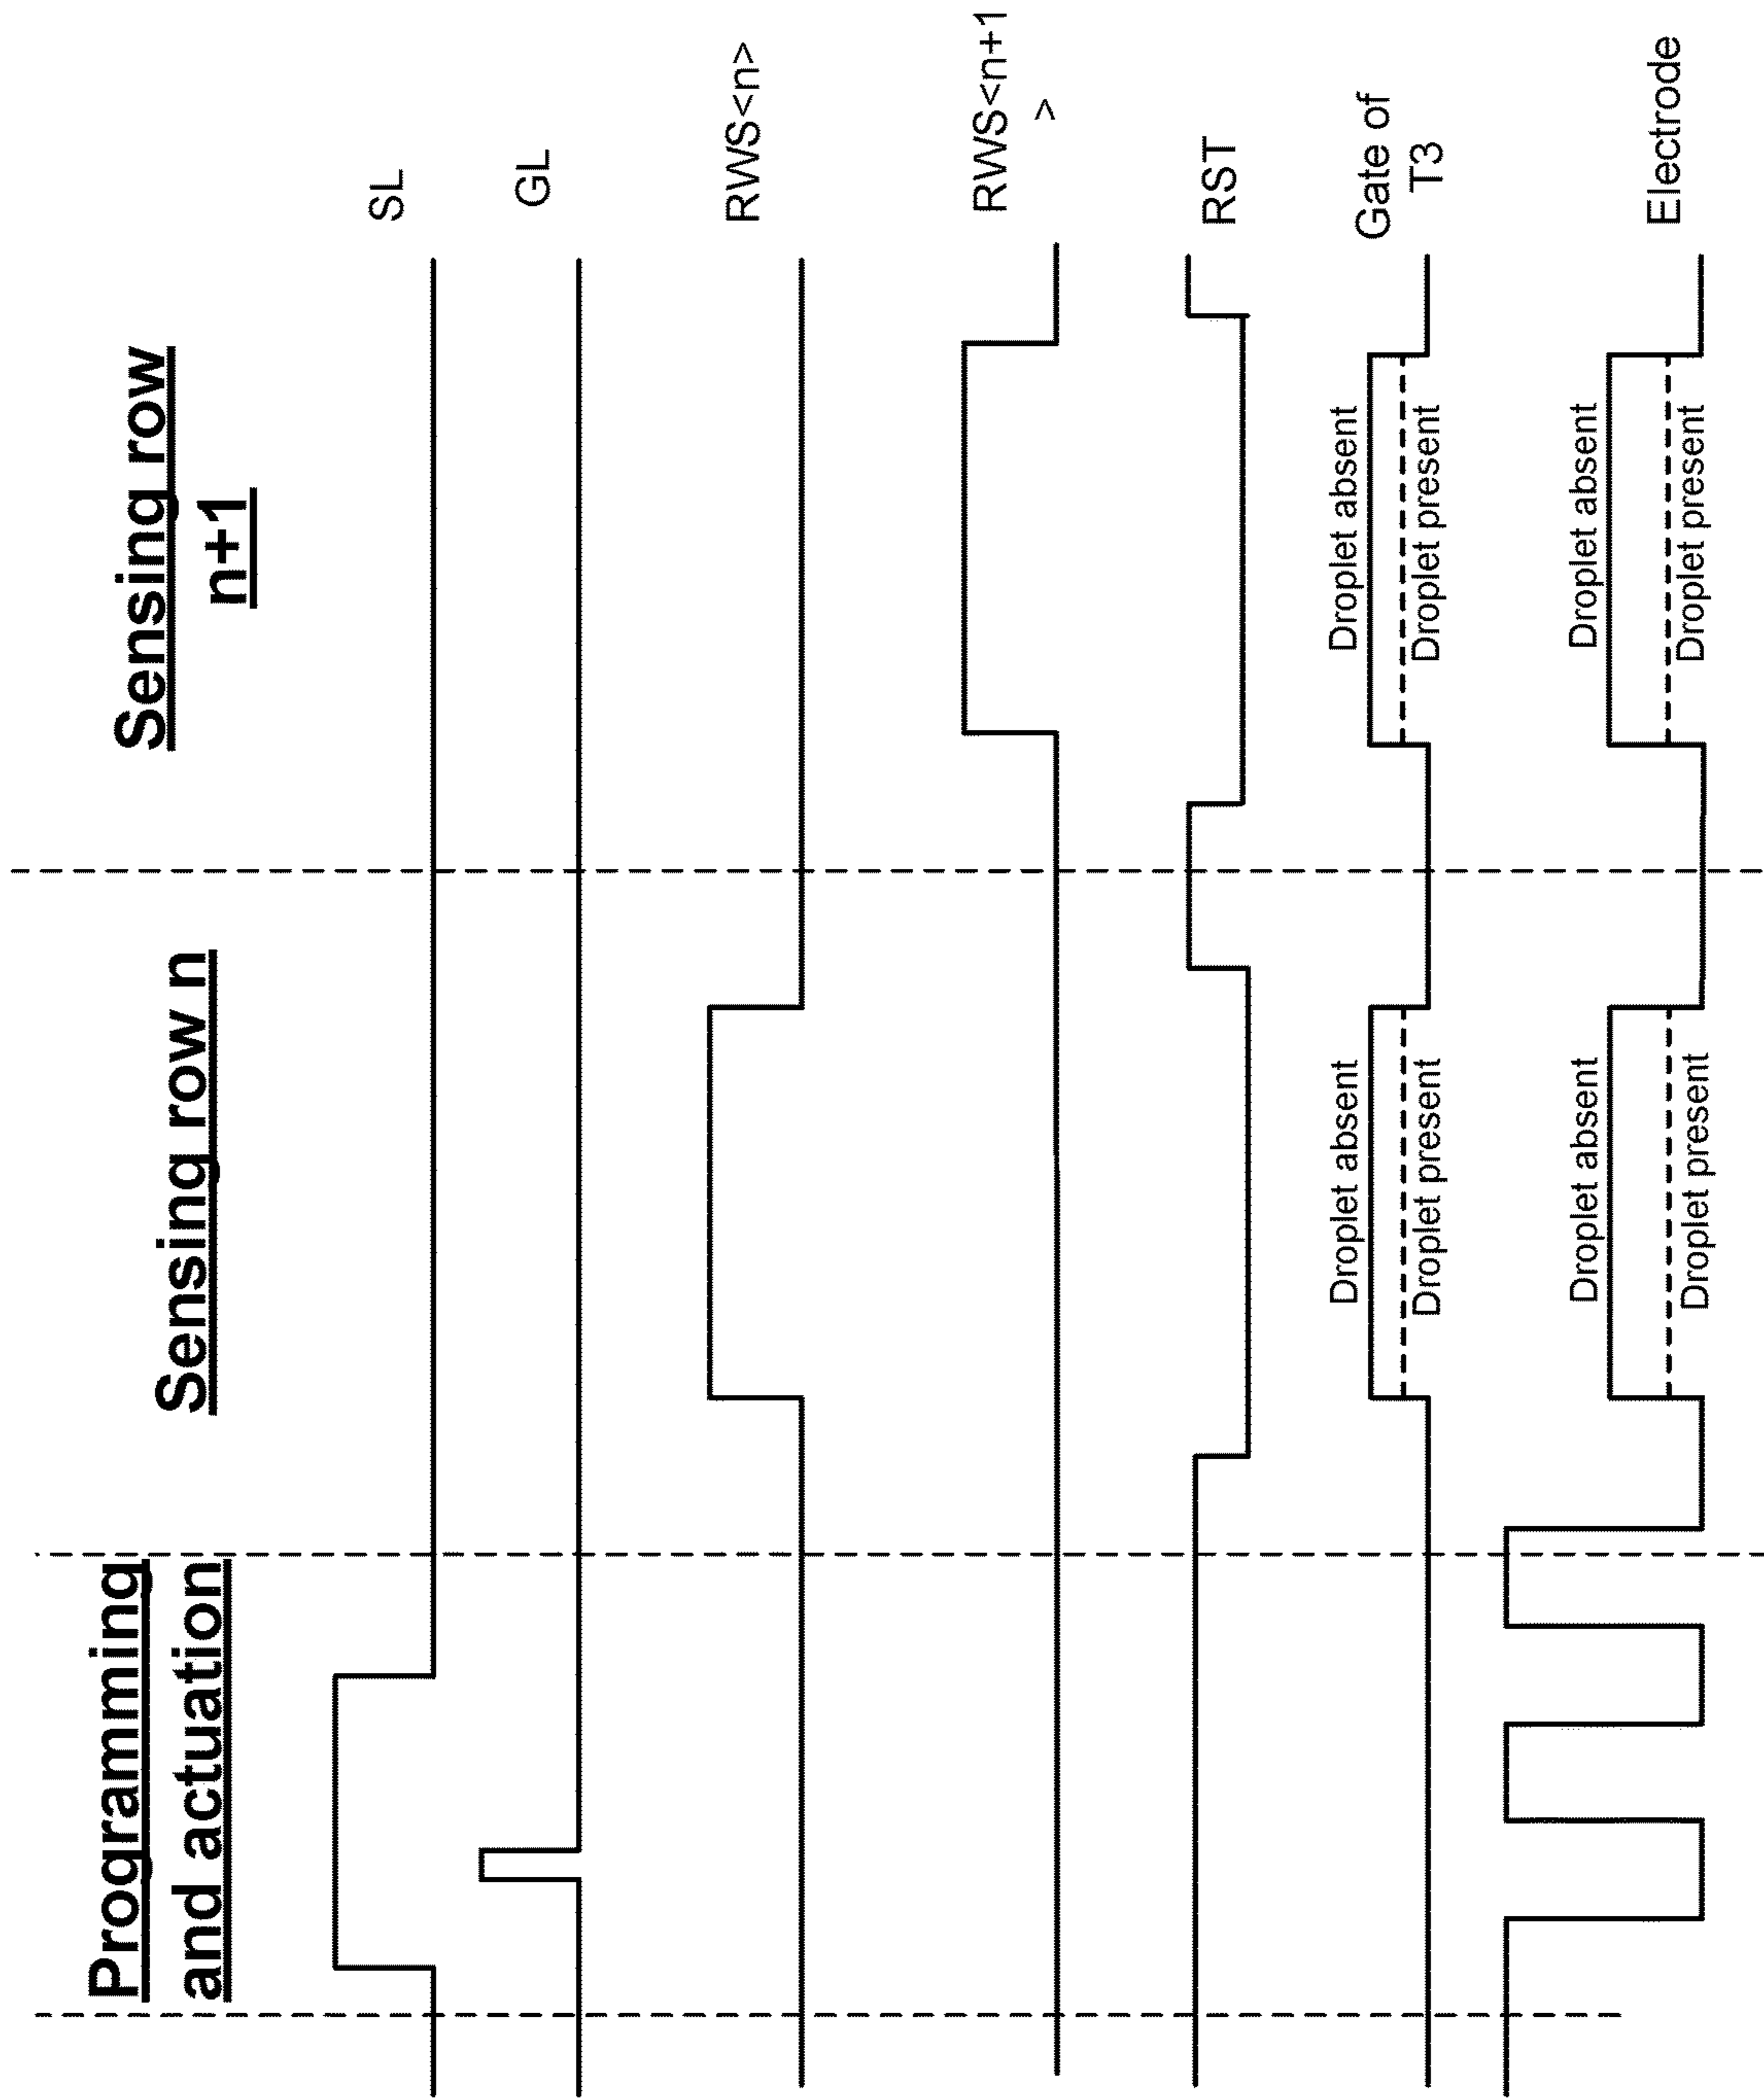 Programming
and actuation
Sensing row n
Sensing row
n+1
SL
GL
RWS<n>
RWS<n+1
>
RST
Droplet absent
Droplet present
Droplet absent
Droplet present
Gate of
T3
Droplet absent
Droplet present
Droplet absent
Droplet present
Electrode